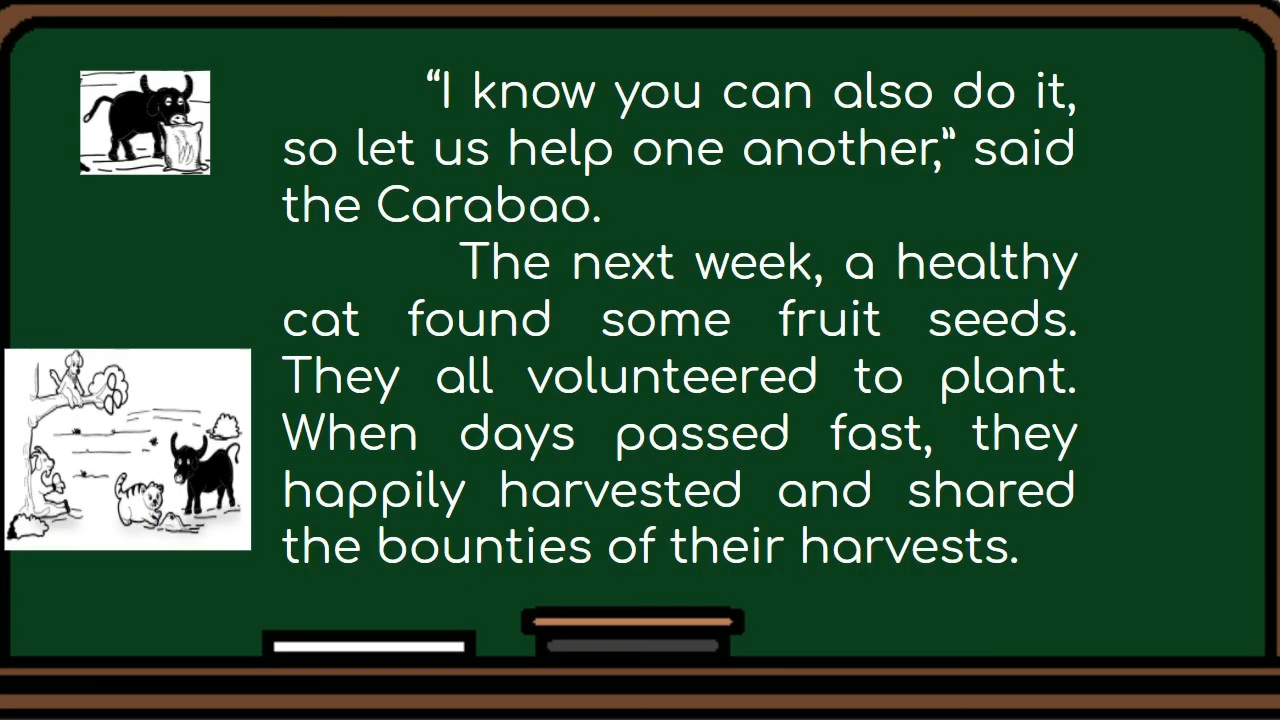 “I know you can also do it,
so let us help one another,” said
the Carabao.
The next week, a healthy
cat found some fruit seeds.
They all volunteered to plant.
When days passed fast, they
happily harvested and shared
the bounties of their harvests.